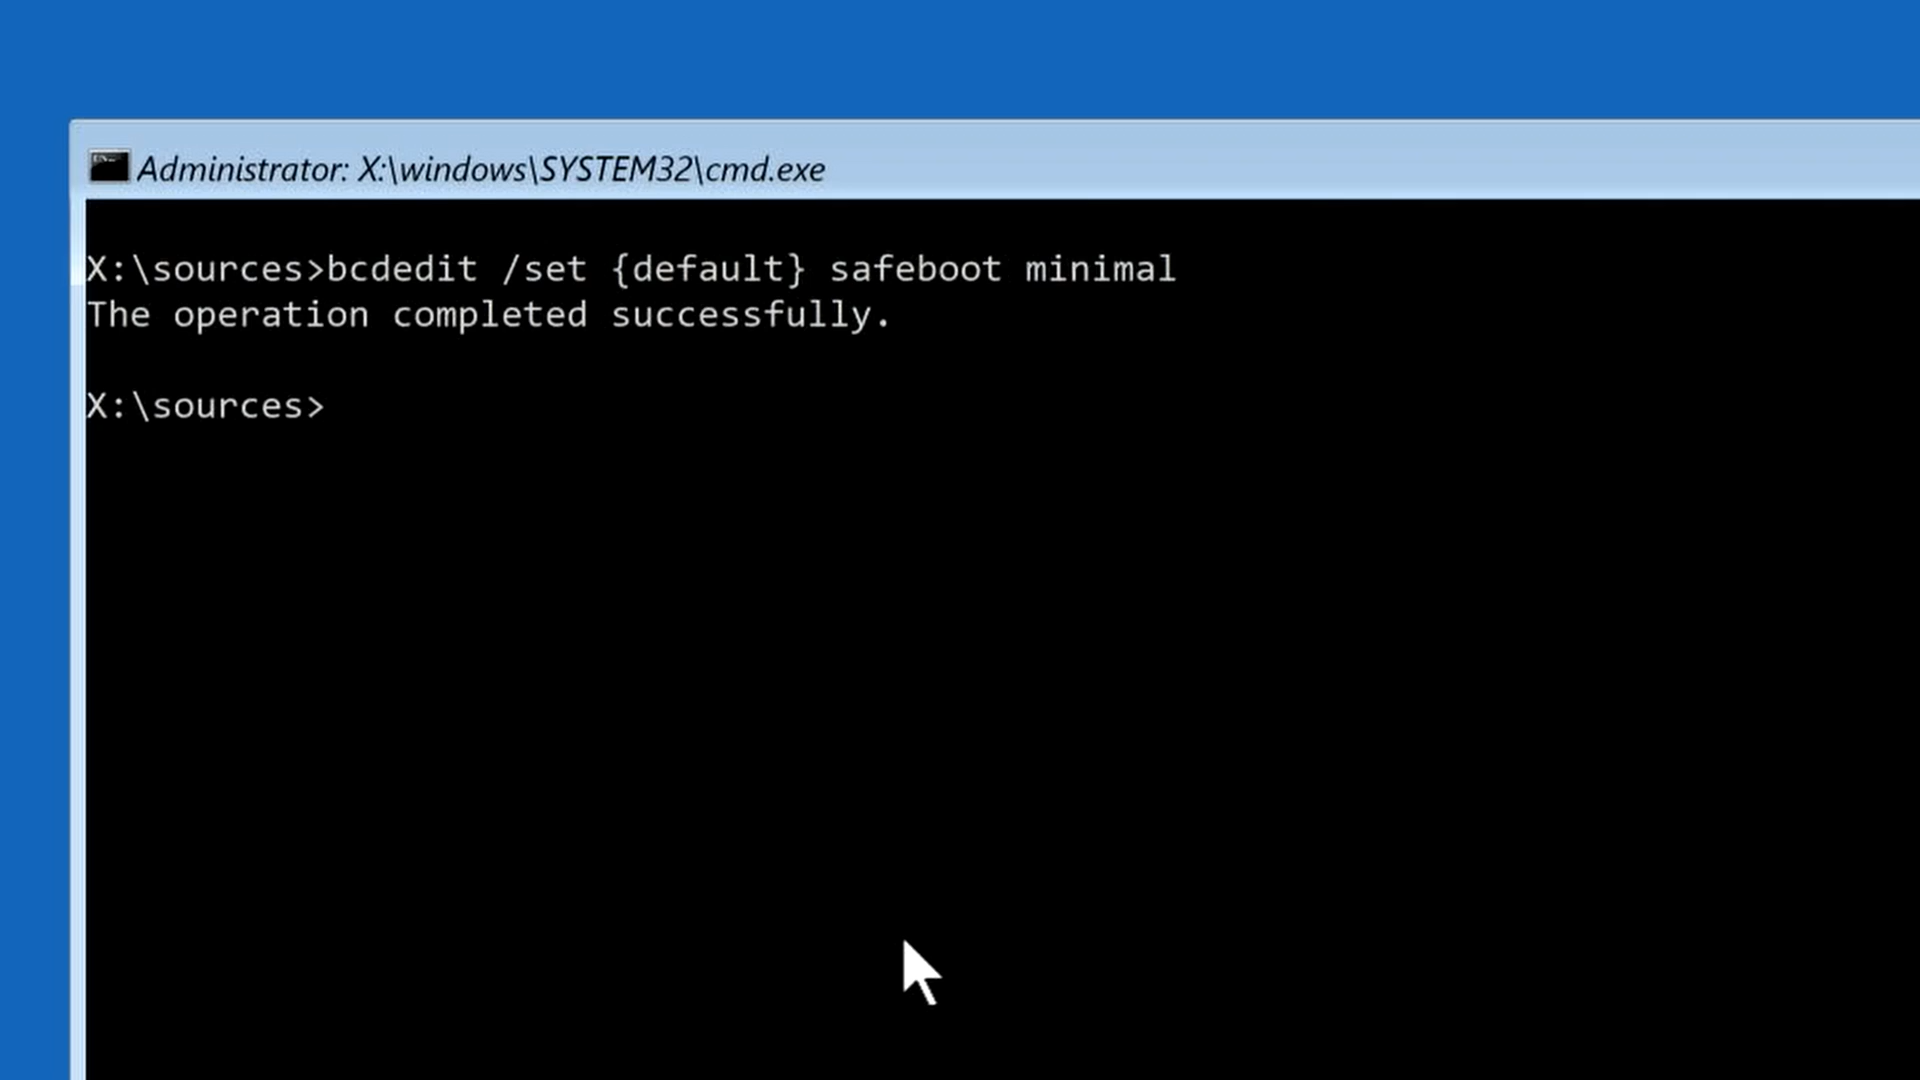 Administrator: X:\windows\SYSTEM32\cmd.exe
X:\sources>bcdedit /set {default} safeboot minimal
The operation completed successfully.
X:\sources>